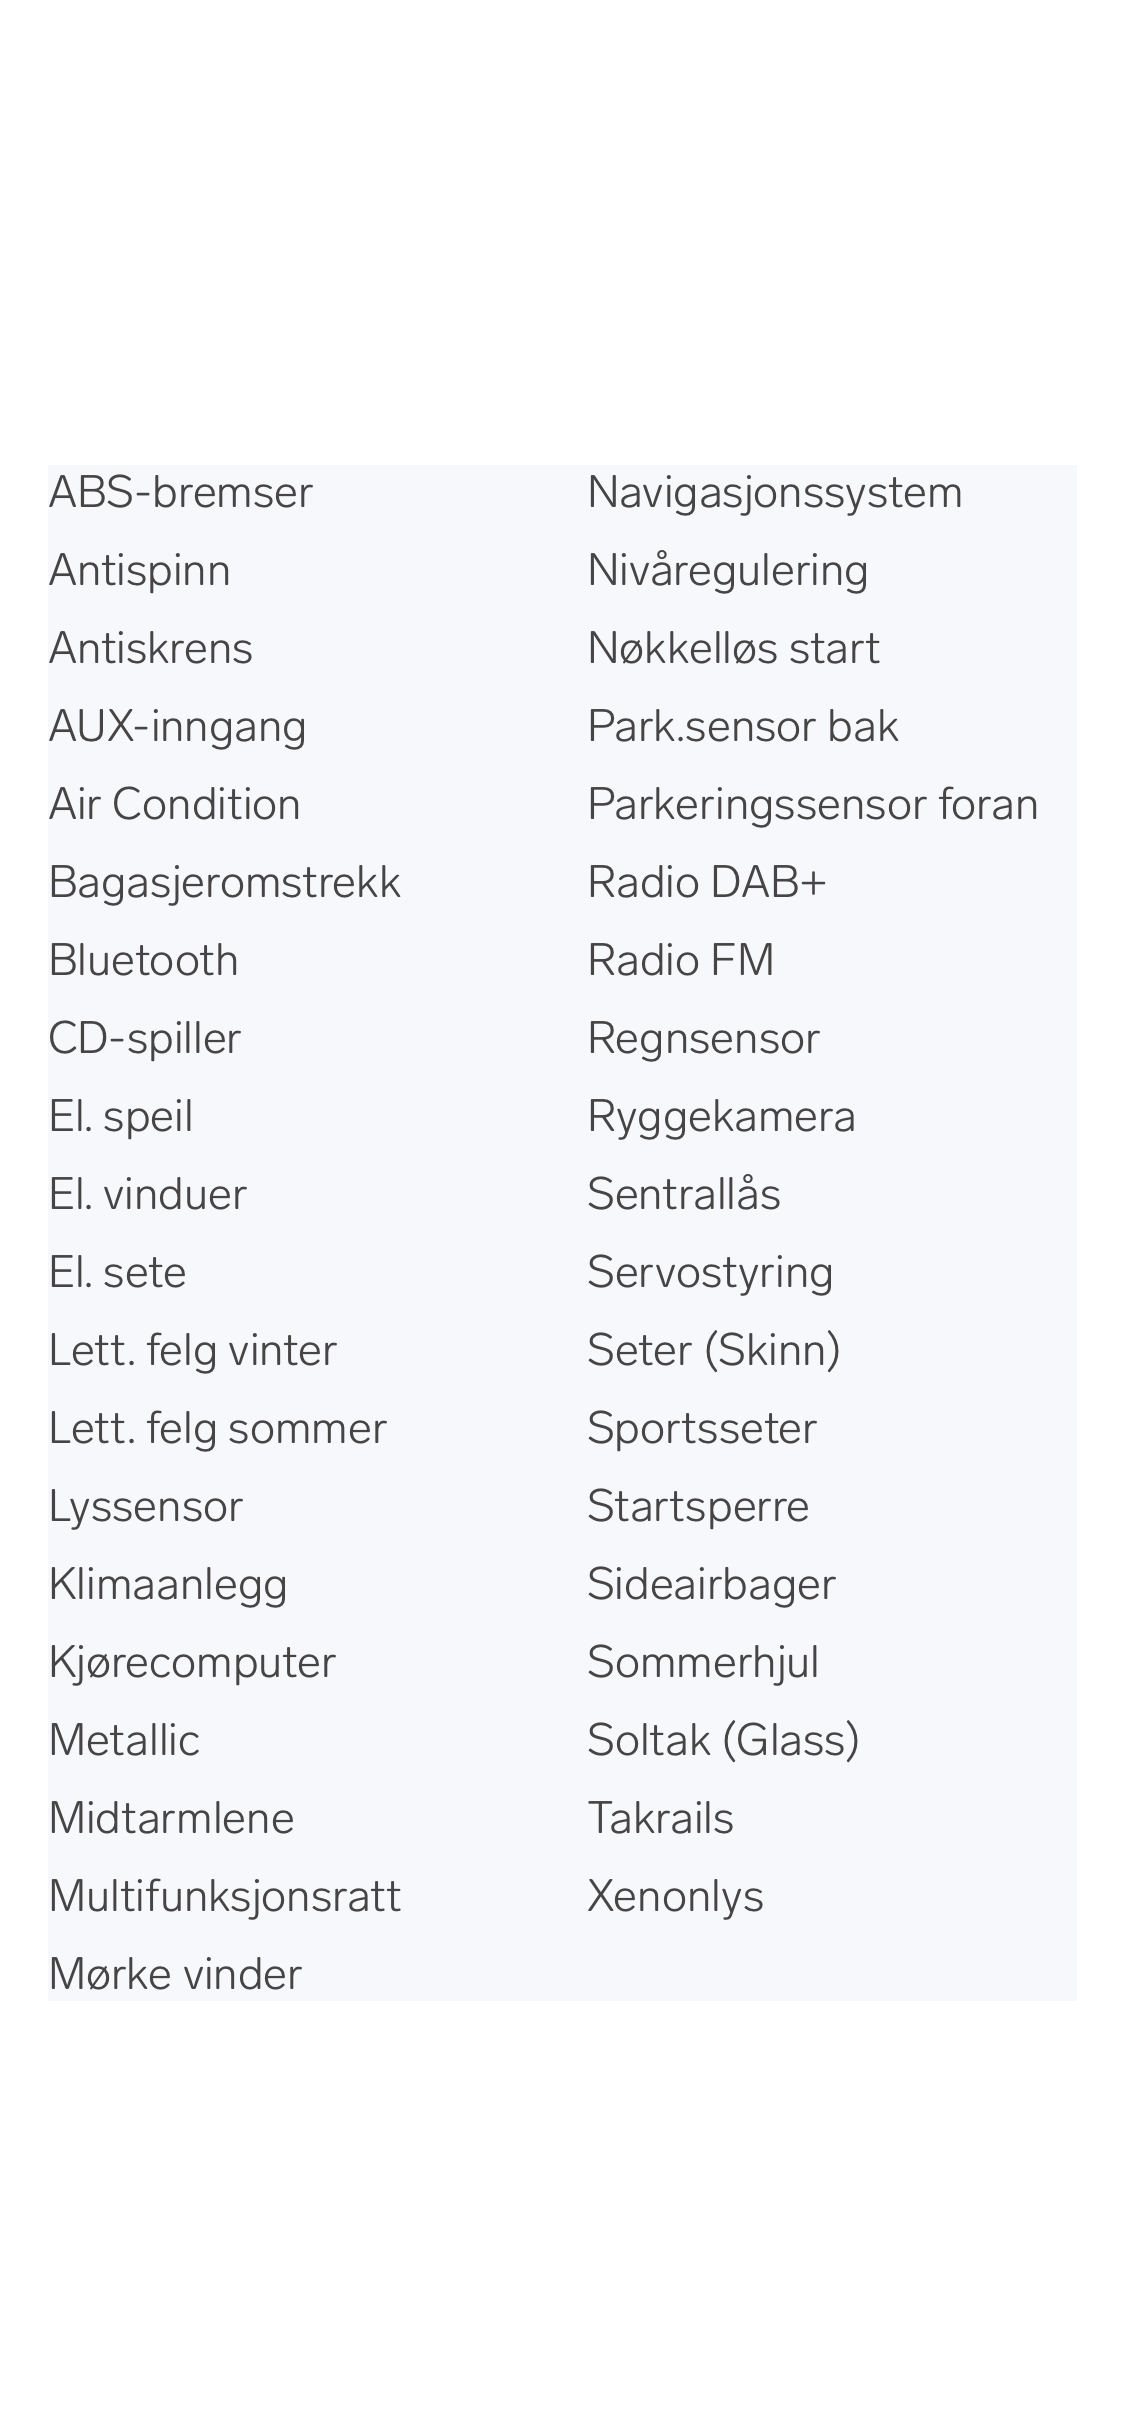 ABS-bremser
Antispinn
Antiskrens
AUX-inngang
Air Condition
Bagasjeromstrekk
Bluetooth
CD-spiller
El. speil
El. vinduer
El. sete
Lett. felg vinter
Lett. felg sommer
Lyssensor
Klimaanlegg
Kjørecomputer
Metallic
Midtarmlene
Multifunksjonsratt
Mørke vinder
Navigasjonssystem
Nivåregulering
Nøkkelløs start
Park.sensor bak
Parkeringssensor foran
Radio DAB+
Radio FM
Regnsensor
Ryggekamera
Sentrallås
Servostyring
Seter (Skinn)
Sportsseter
Startsperre
Sideairbager
Sommerhjul
Soltak (Glass)
Takrails
Xenonlys